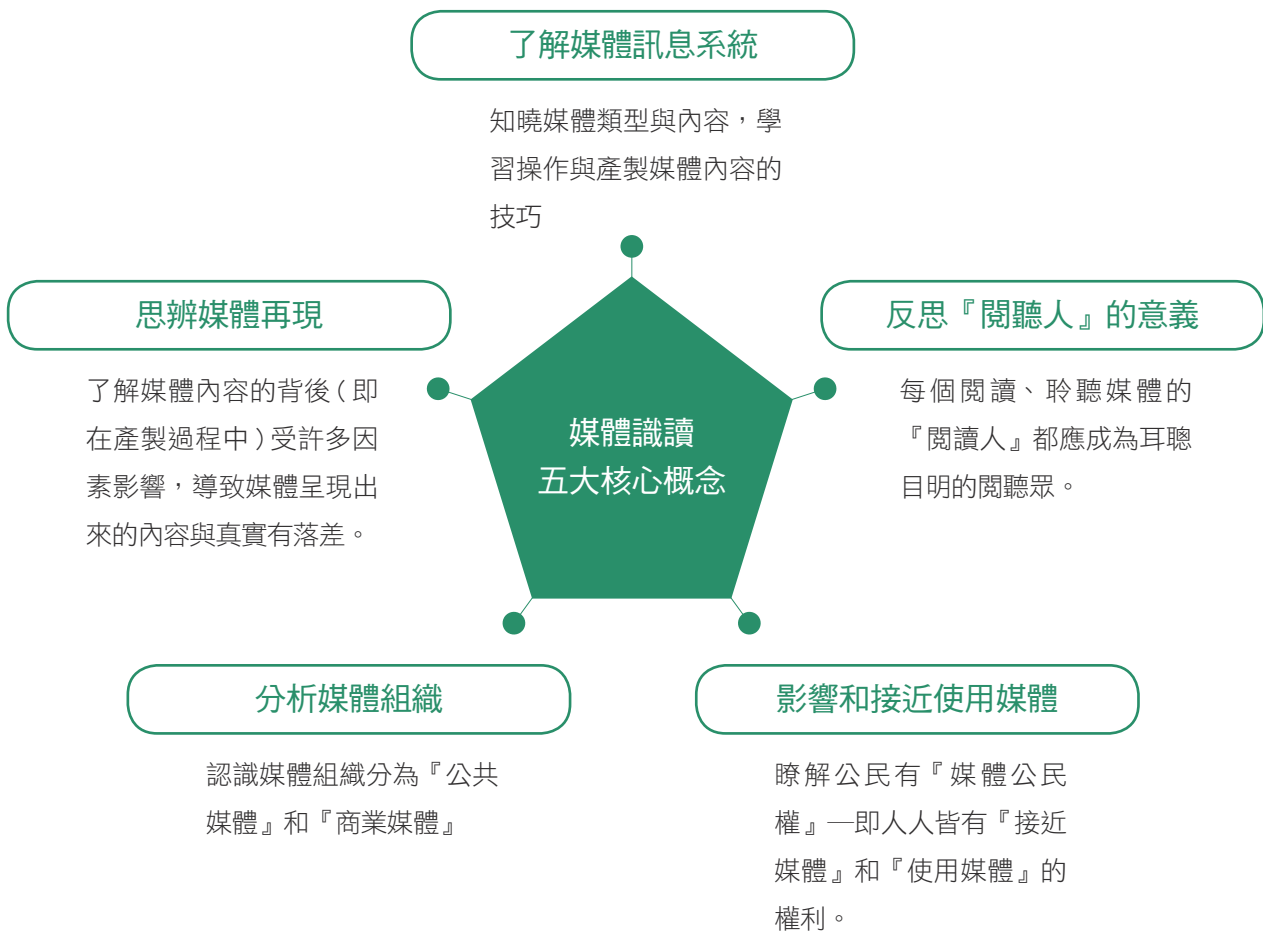 了解媒體訊息系統
知曉媒體類型與內容，學
習操作與產製媒體內容的
技巧
思辨媒體再現
了解媒體內容的背後（即
在產製過程中）受許多因
素影響，導致媒體呈現出
來的內容與真實有落差。
反思『閱聽人』的意義
每個閱讀、聆聽媒體的
『閱讀人』都應成為耳聰
目明的閱聽眾。
媒體識讀
五大核心概念
分析媒體組織
認識媒體組織分為『公共
媒體』和『商業媒體』
影響和接近使用媒體
瞭解公民有『媒體公民
權』—即人人皆有『接近
媒體』和『使用媒體』的
權利。